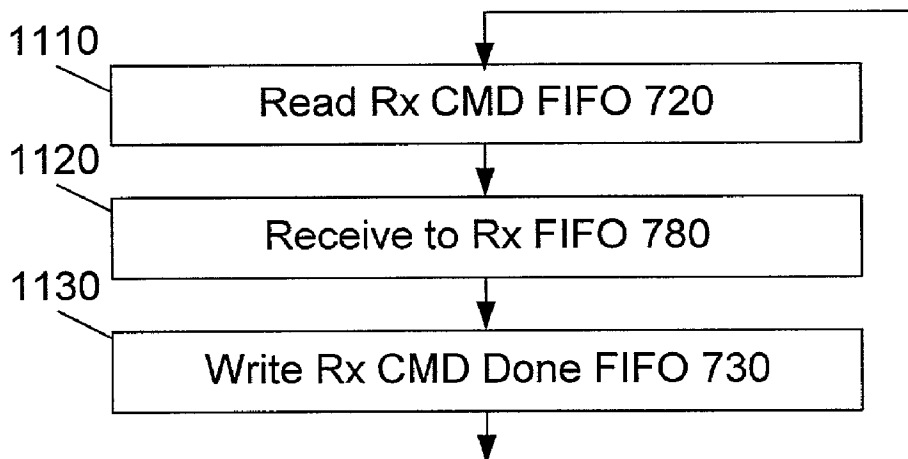 1110
Read Rx CMD FIFO 720
1120
Receive to Rx FIFO 780
1130
Write Rx CMD Done FIFO 730